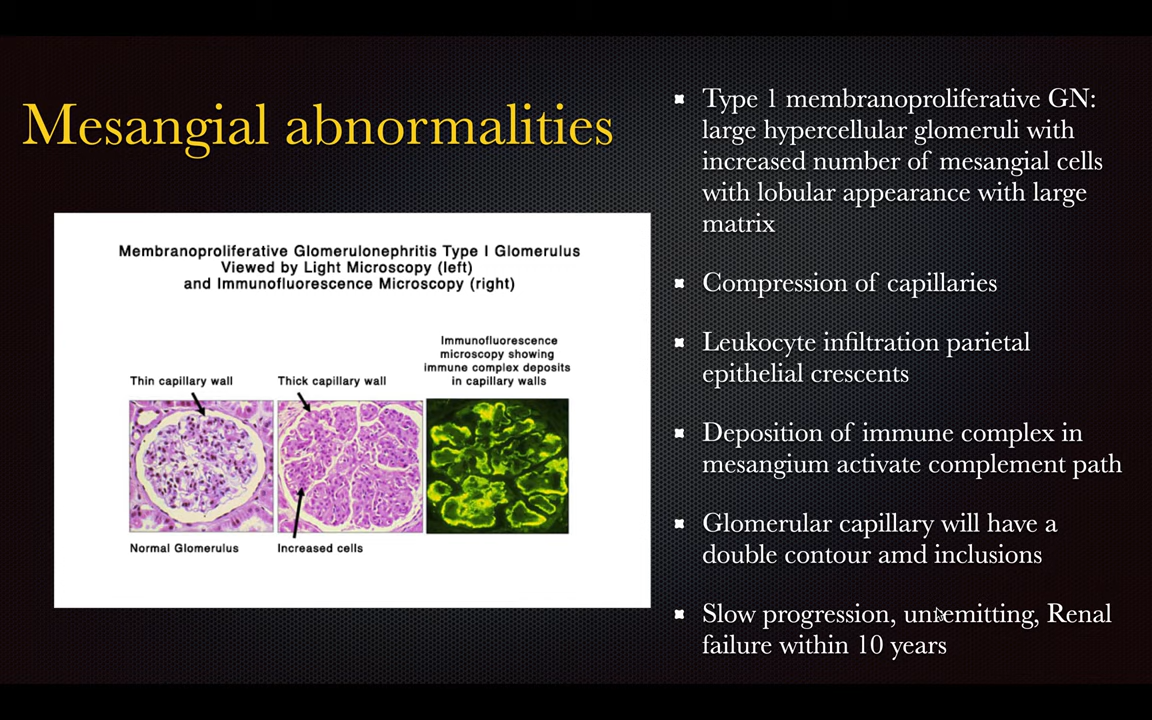 Mesangial abnormalities
Membranoproliferative Glomerulonephritis Type I Glomerulus
Viewed by Light Microscopy (left)
and Immunofluorescence Microscopy (right)
Thin capillary wall
Thick capillary wall
Immunofluorescence
microscopy showing
immune complex deposits
in capillary walls
Normal Glomerulus
Increased cells
Type 1 membranoproliferative GN:
large hypercellular glomeruli with
increased number of mesangial cells
with lobular appearance with large
matrix
Compression of capillaries
Leukocyte infiltration parietal
epithelial crescents
Deposition of immune complex in
mesangium activate complement path
Glomerular capillary will have a
double contour amd inclusions
Slow progression, unremitting, Renal
failure within 10 years